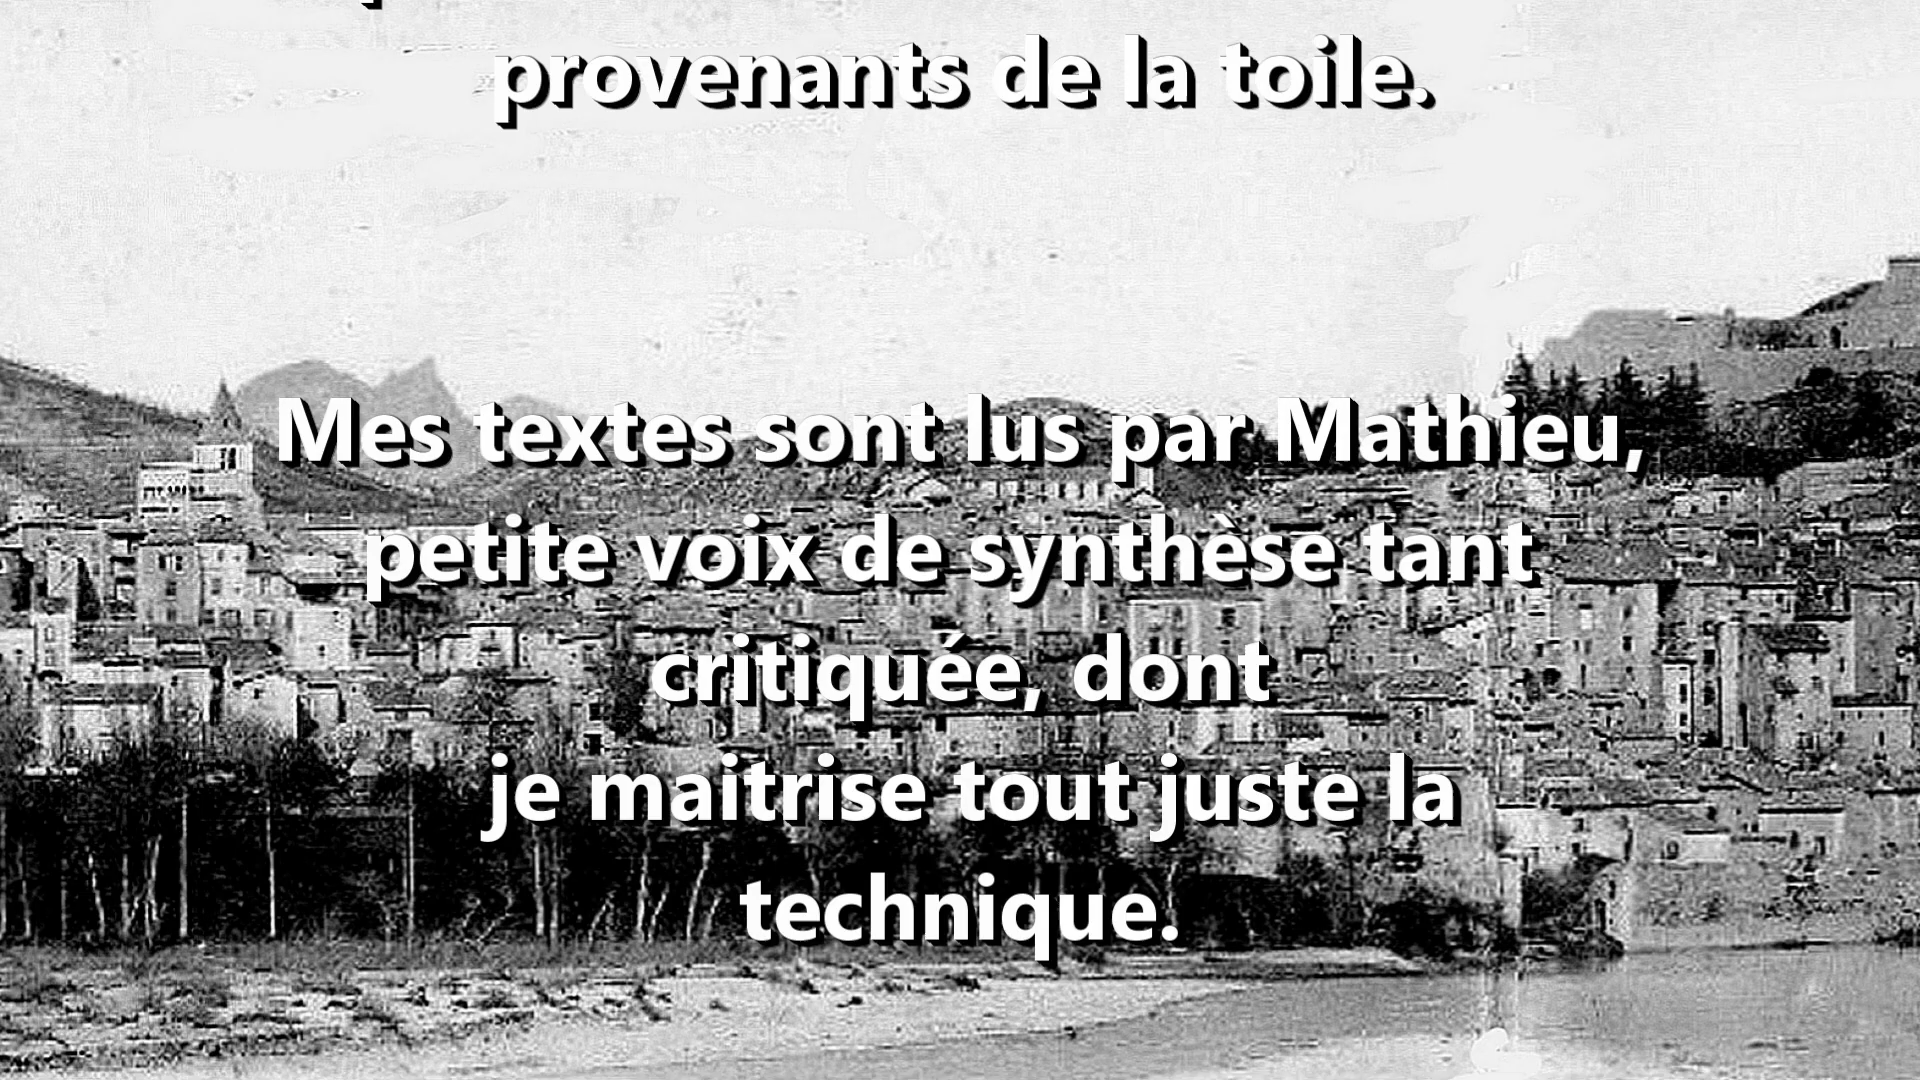 provenants de la toile.
Mes textes sont lus par Mathieu,
petite voix de synthèse tant
critiquée, dont
je maitrise tout juste la
technique.